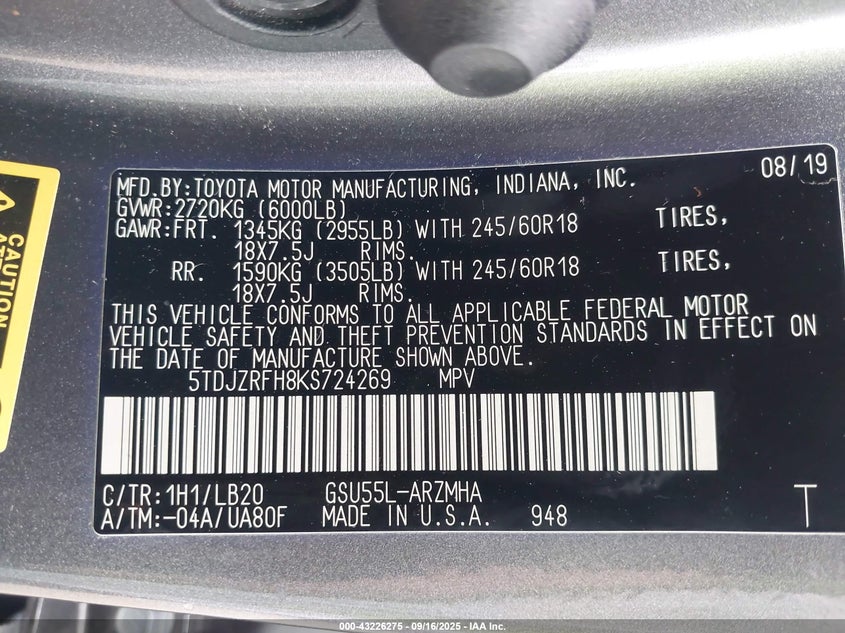 MFD.BY:TOYOTA MOTOR MANUFACTURING, INDIANA, INC. 08/19
GVWR:2720KG (6000LB)
GAWR:FRT. 1345KG (2955LB) WITH 245/60R18 TIRES,
18X7.5J RIMS.
RR. 1590KG (3505LB) WITH 245/60R18 TIRES,
18X7.5J RIMS.
THIS VEHICLE CONFORMS TO ALL APPLICABLE FEDERAL MOTOR
VEHICLE SAFETY AND THEFT PREVENTION STANDARDS IN EFFECT ON
THE DATE OF MANUFACTURE SHOWN ABOVE.
5TDJZRFH8KS724269 MPV
C/TR:1H1/LB20 GSU55L-ARZMHA
A/TM:-04A/UA80F MADE IN U.S.A. 948 T
CAUTION
000-43226275 - 09/16/2025 - IAA Inc.